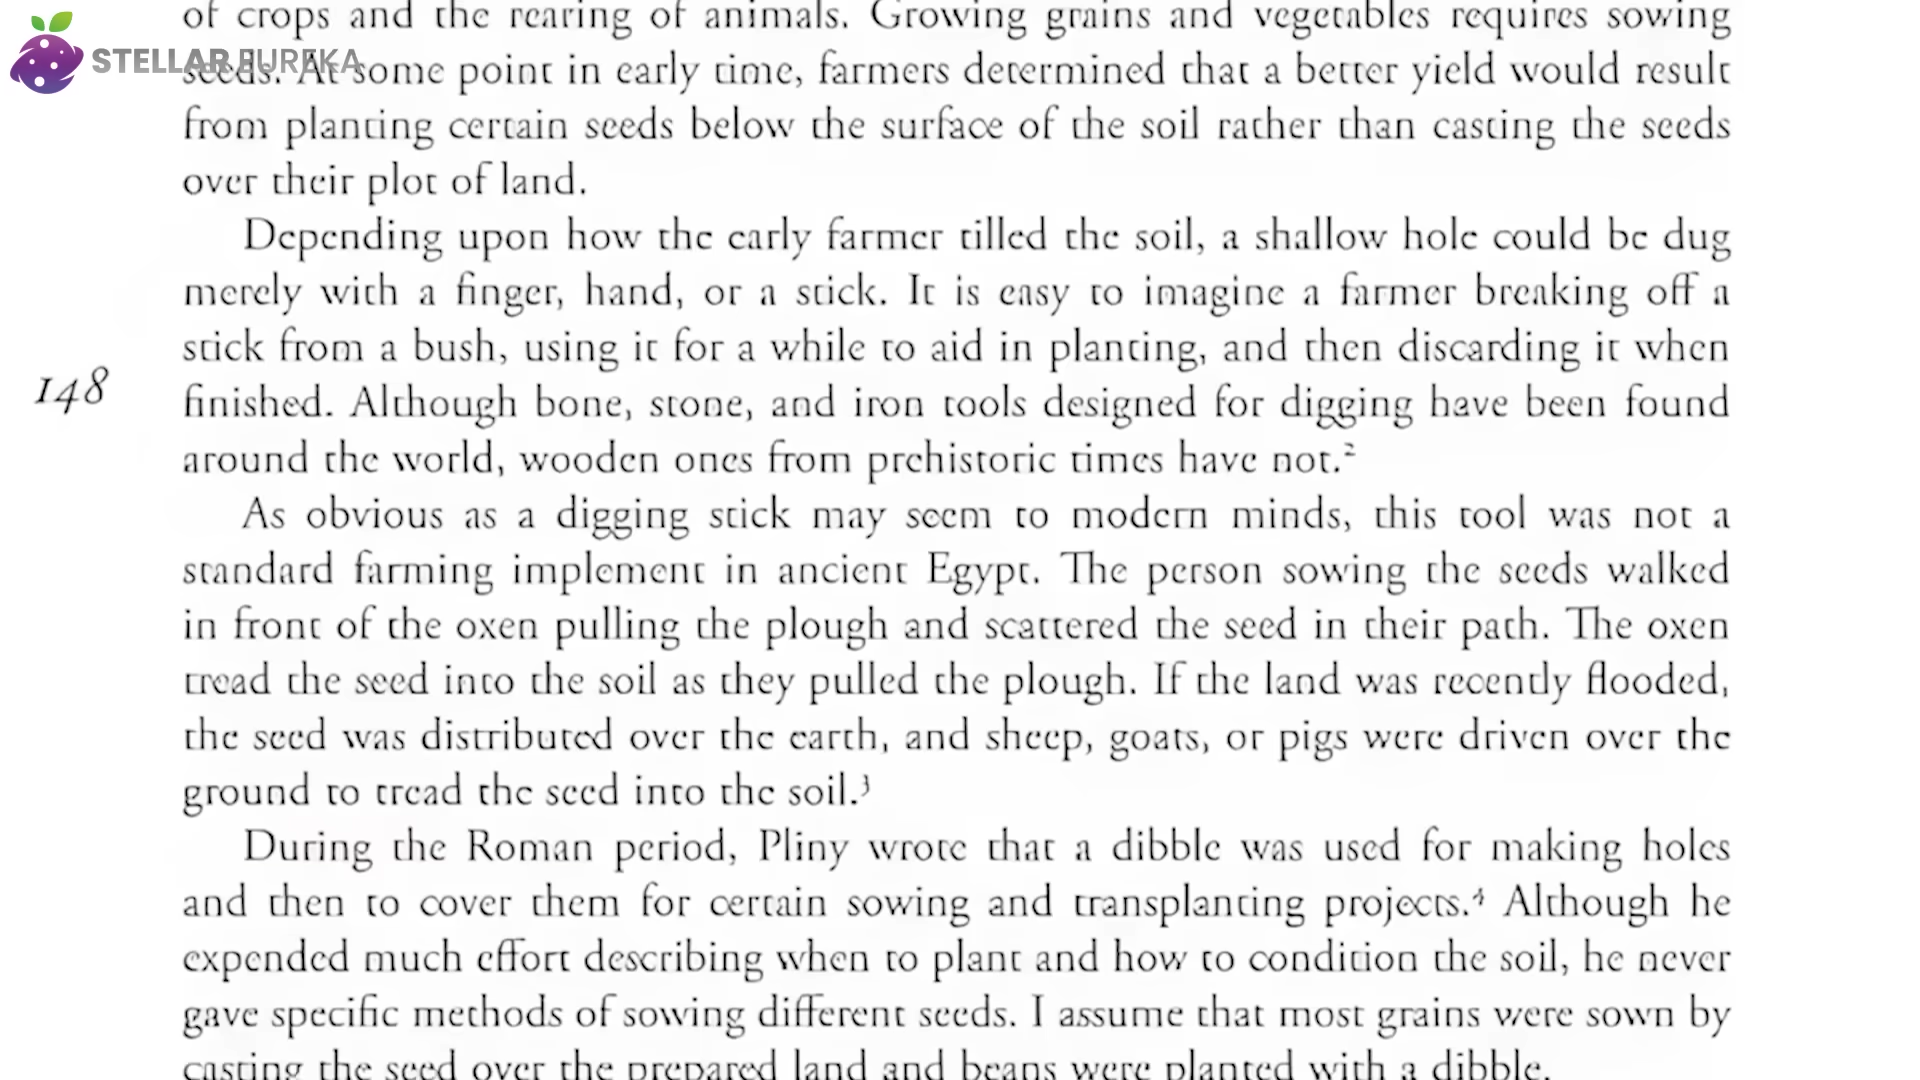 of crops and the rearing of animals. Growing grains and vegetables requires sowing
STELLAR EUREKA
seeds. At some point in early time, farmers determined that a better yield would result
from planting certain seeds below the surface of the soil rather than casting the seeds
over their plot of land.
Depending upon how the early farmer tilled the soil, a shallow hole could be dug
merely with a finger, hand, or a stick. It is easy to imagine a farmer breaking off a
stick from a bush, using it for a while to aid in planting, and then discarding it when
148
finished. Although bone, stone, and iron tools designed for digging have been found
around the world, wooden ones from prehistoric times have not.²
As obvious as a digging stick may seem to modern minds, this tool was not a
standard farming implement in ancient Egypt. The person sowing the seeds walked
in front of the oxen pulling the plough and scattered the seed in their path. The oxen
tread the seed into the soil as they pulled the plough. If the land was recently flooded,
the seed was distributed over the earth, and sheep, goats, or pigs were driven over the
ground to tread the seed into the soil.³
During the Roman period, Pliny wrote that a dibble was used for making holes
and then to cover them for certain sowing and transplanting projects.⁴ Although he
expended much effort describing when to plant and how to condition the soil, he never
gave specific methods of sowing different seeds. I assume that most grains were sown by
casting the seed over the prepared land and beans were planted with a dibble.